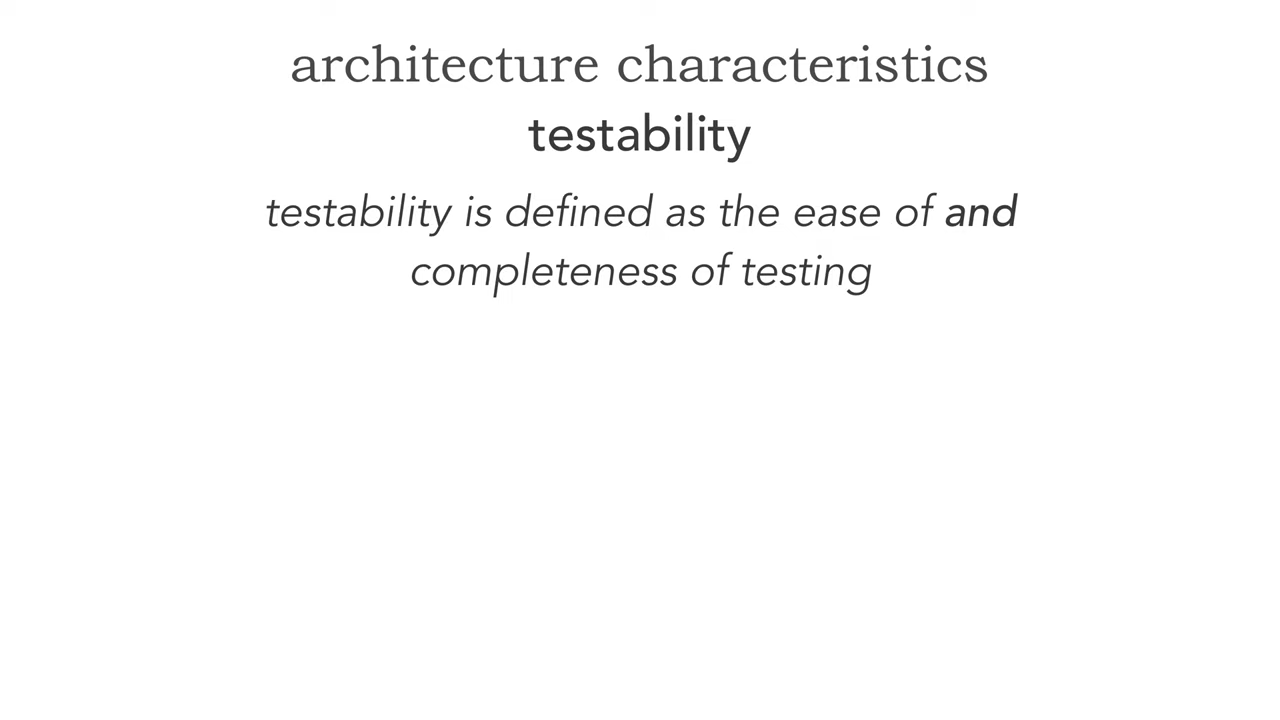 architecture characteristics
testability
testability is defined as the ease of and
completeness of testing